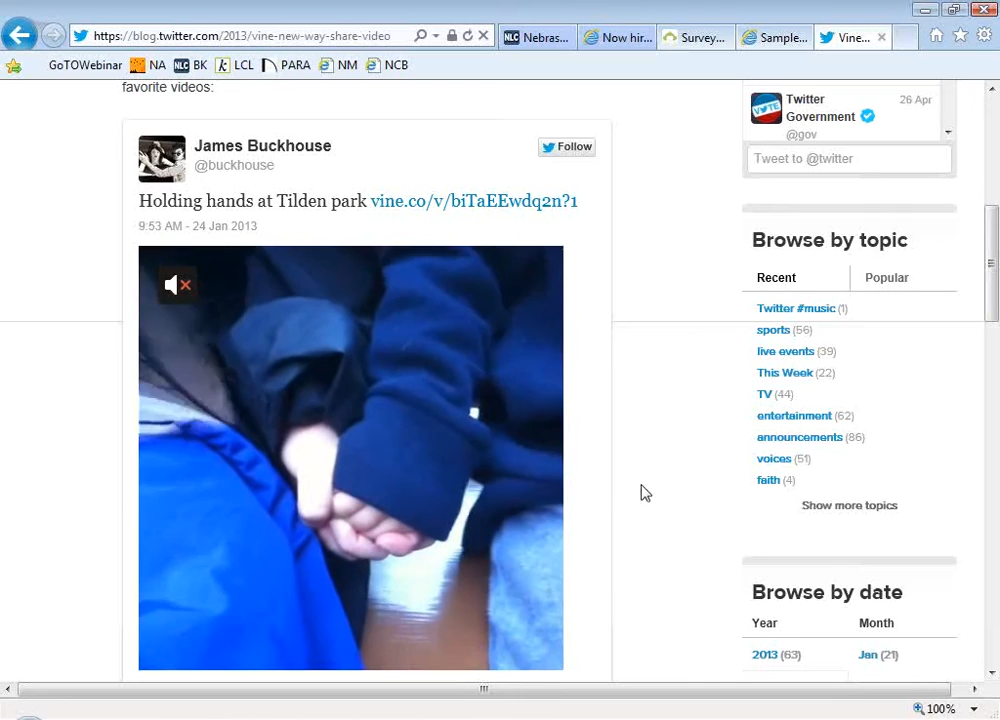 https://blog.twitter.com/2013/vine-new-way-share-video
NLC Nebras...
Now hir...
Survey...
Sample...
Vine...
GoTOWebinar
NA
NLC BK
k LCL
PARA
NM
NCB
favorite videos:
James Buckhouse
@buckhouse
Follow
Holding hands at Tilden park vine.co/v/biTaEEwdq2n?1
9:53 AM - 24 Jan 2013
VOTE
Twitter
Government
@gov
26 Apr
Tweet to @twitter
Browse by topic
Recent
Popular
Twitter #music (1)
sports (56)
live events (39)
This Week (22)
TV (44)
entertainment (62)
announcements (86)
voices (51)
faith (4)
Show more topics
Browse by date
Year
Month
2013 (63)
Jan (21)
100%